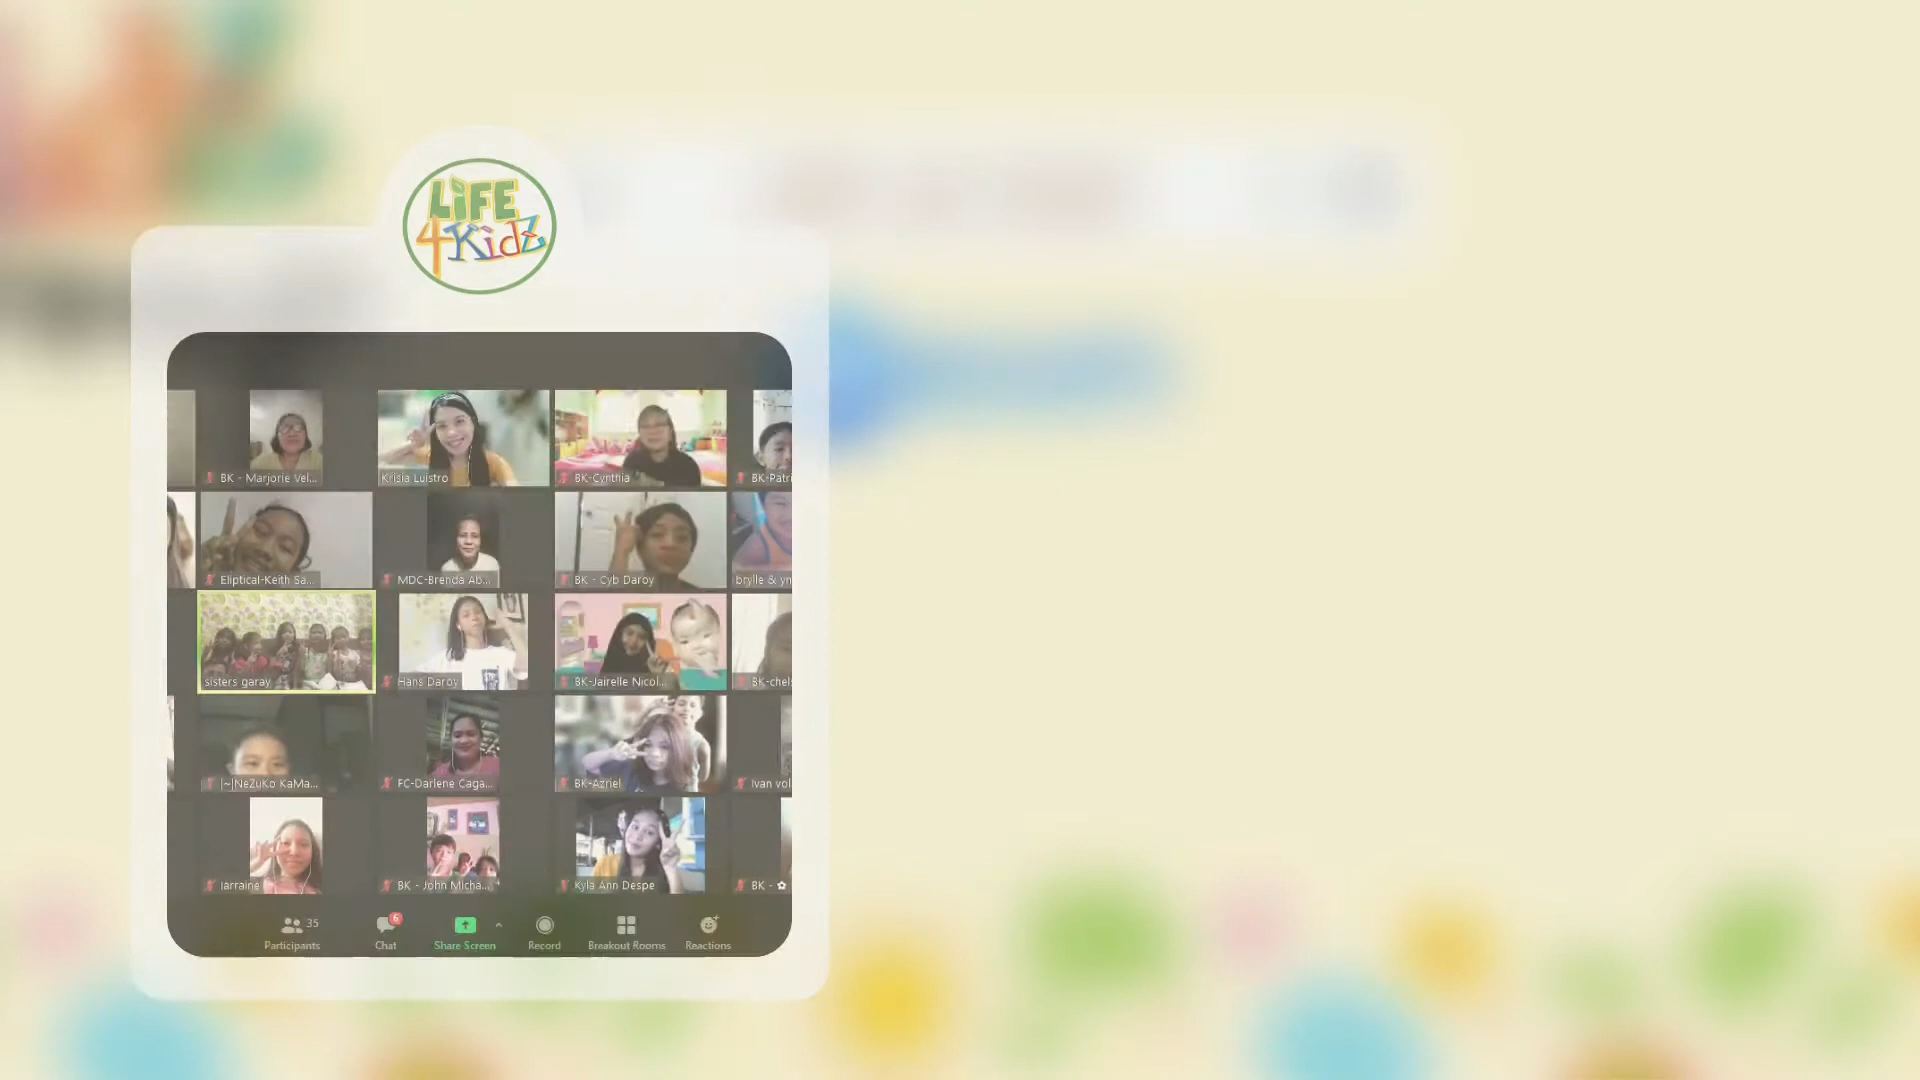 LiFE
4Kidz
BK - Marjorie Vel...
Krisia Luistro
BK-Cynthia
BK-Patri
Eliptical-Keith Sa...
MDC-Brenda Ab...
BK - Cyb Daroy
brylle & yn
sisters garay
Hans Daroy
BK-Jairelle Nicol...
BK-chels
|~|NeZuKo KaMa...
FC-Darlene Caga...
BK-Azriel
Ivan vol
larraine
BK - John Micha...
Kyla Ann Despe
BK - ✿
35
6
Participants
Chat
Share Screen
Record
Breakout Rooms
Reactions